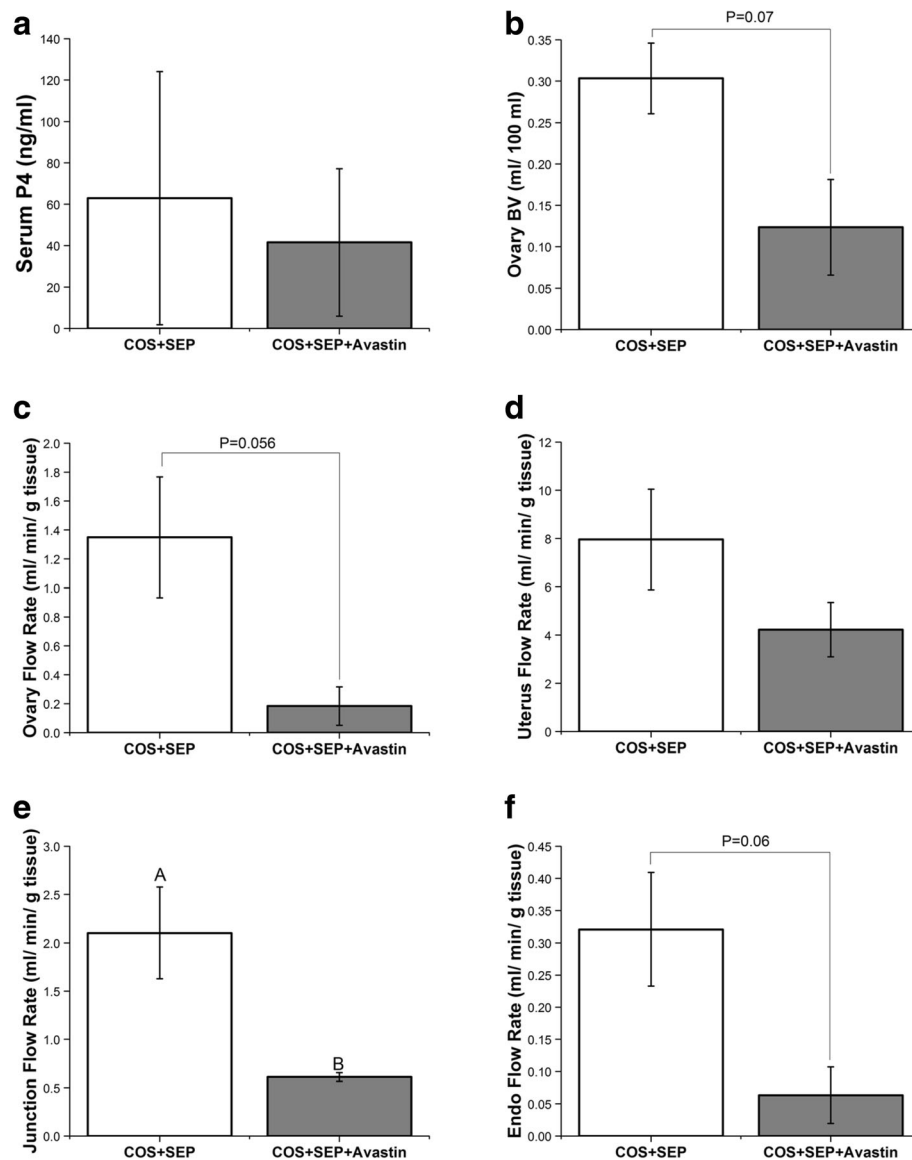 a
Serum P4 (ng/ml)
140
120
100
80
60
40
20
0
COS+SEP
COS+SEP+Avastin
b
P=0.07
Ovary BV (ml/ 100 ml)
0.35
0.30
0.25
0.20
0.15
0.10
0.05
0.00
COS+SEP
COS+SEP+Avastin
c
P=0.056
Ovary Flow Rate (ml/ min/ g tissue)
2.0
1.8
1.6
1.4
1.2
1.0
0.8
0.6
0.4
0.2
0.0
COS+SEP
COS+SEP+Avastin
d
Uterus Flow Rate (ml/ min/ g tissue)
12
10
8
6
4
2
0
COS+SEP
COS+SEP+Avastin
e
Junction Flow Rate (ml/ min/ g tissue)
3.0
2.5
2.0
1.5
1.0
0.5
0.0
A
B
COS+SEP
COS+SEP+Avastin
f
P=0.06
Endo Flow Rate (ml/ min/ g tissue)
0.45
0.40
0.35
0.30
0.25
0.20
0.15
0.10
0.05
0.00
COS+SEP
COS+SEP+Avastin